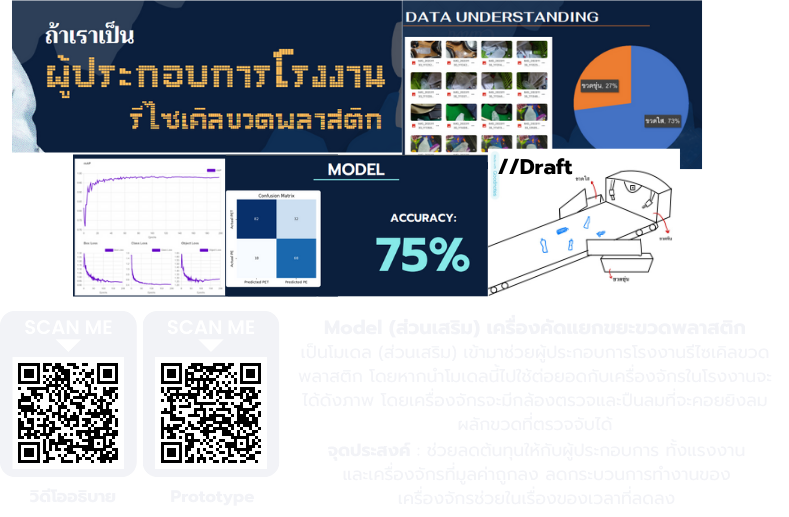 ถ้าเราเป็น
ผู้ประกอบการโรงงาน
รีไซเคิลขวดพลาสติก
DATA UNDERSTANDING
ขวดขุ่น, 27%
ขวดใส, 73%
MODEL
ACCURACY:
75%
Confusion Matrix
Actual PET
Actual PE
Predicted PET
Predicted PE
//Draft
ขวดใส
ขวดขุ่น
SCAN ME
SCAN ME
วิดีโออธิบาย
Prototype
Model (ส่วนเสริม) เครื่องคัดแยกขยะขวดพลาสติก
เป็นโมเดล (ส่วนเสริม) เข้ามาช่วยผู้ประกอบการโรงงานรีไซเคิลขวด
พลาสติก โดยหากนำโมเดลนี้ไปใช้ต่อยอดกับเครื่องจักรในโรงงานจะ
ได้ดังภาพ โดยเครื่องจักรจะมีกล้องตรวจและปืนลมที่จะคอยยิงลม
ผลักขวดที่ตรวจจับได้
จุดประสงค์ : ช่วยลดต้นทุนให้กับผู้ประกอบการ ทั้งแรงงาน
และเครื่องจักรที่มูลค่าถูกลง ลดกระบวนการทำงานของ
เครื่องจักรช่วยในเรื่องของเวลาที่ลดลง